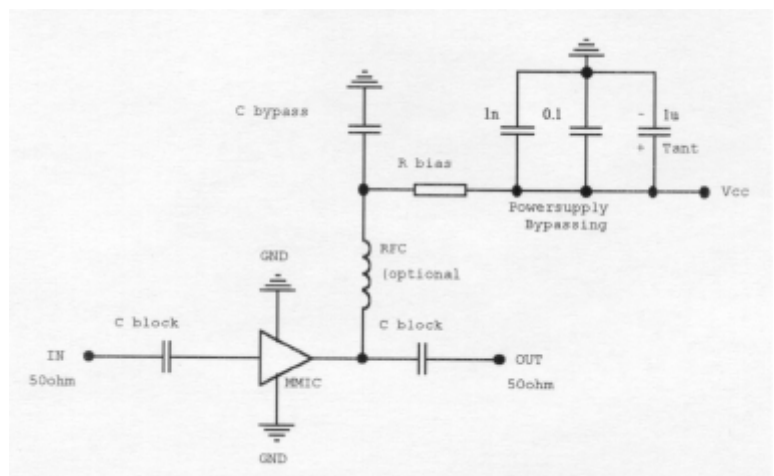 C bypass
1n
0.1
-
1u
+
Tant
R bias
Vcc
Powersupply
Bypassing
GND
RFC
(optional
C block
C block
IN
OUT
50ohm
MMIC
50ohm
GND